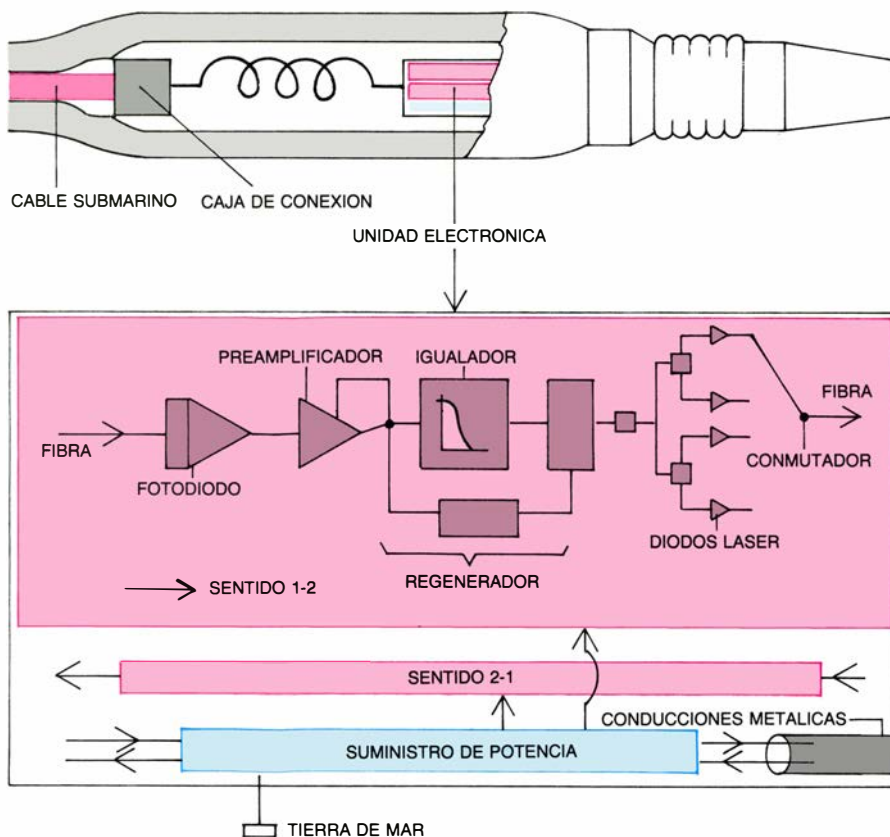 CABLE SUBMARINO
CAJA DE CONEXION
UNIDAD ELECTRONICA
PREAMPLIFICADOR
IGUALADOR
FIBRA
FIBRA
FOTODIODO
CONMUTADOR
DIODOS LASER
REGENERADOR
SENTIDO 1-2
SENTIDO 2-1
CONDUCCIONES METALICAS
SUMINISTRO DE POTENCIA
TIERRA DE MAR